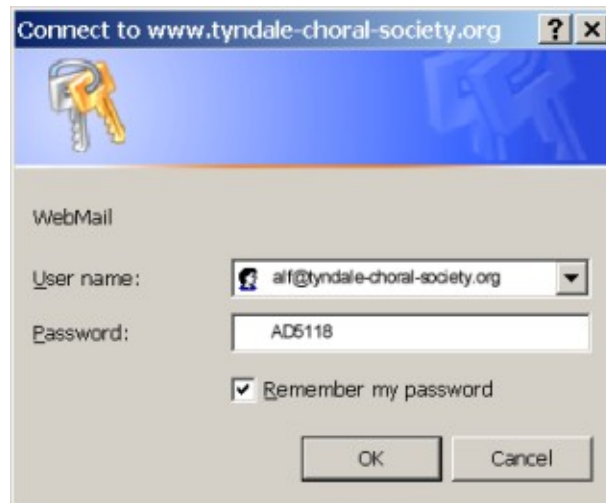 Connect to www.tyndale-choral-society.org ? ×
WebMail
User name: alf@tyndale-choral-society.org
Password: AD5118
Remember my password
OK Cancel